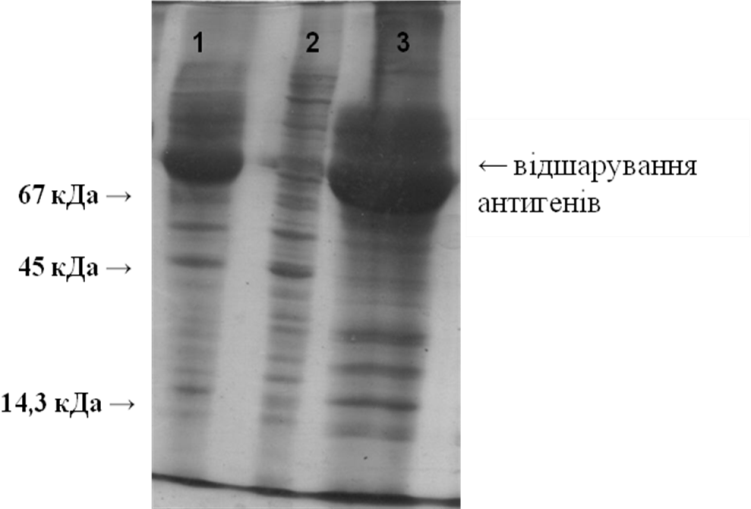 1 2 3
← відшарування
антигенів
67 кДа →
45 кДа →
14,3 кДа →